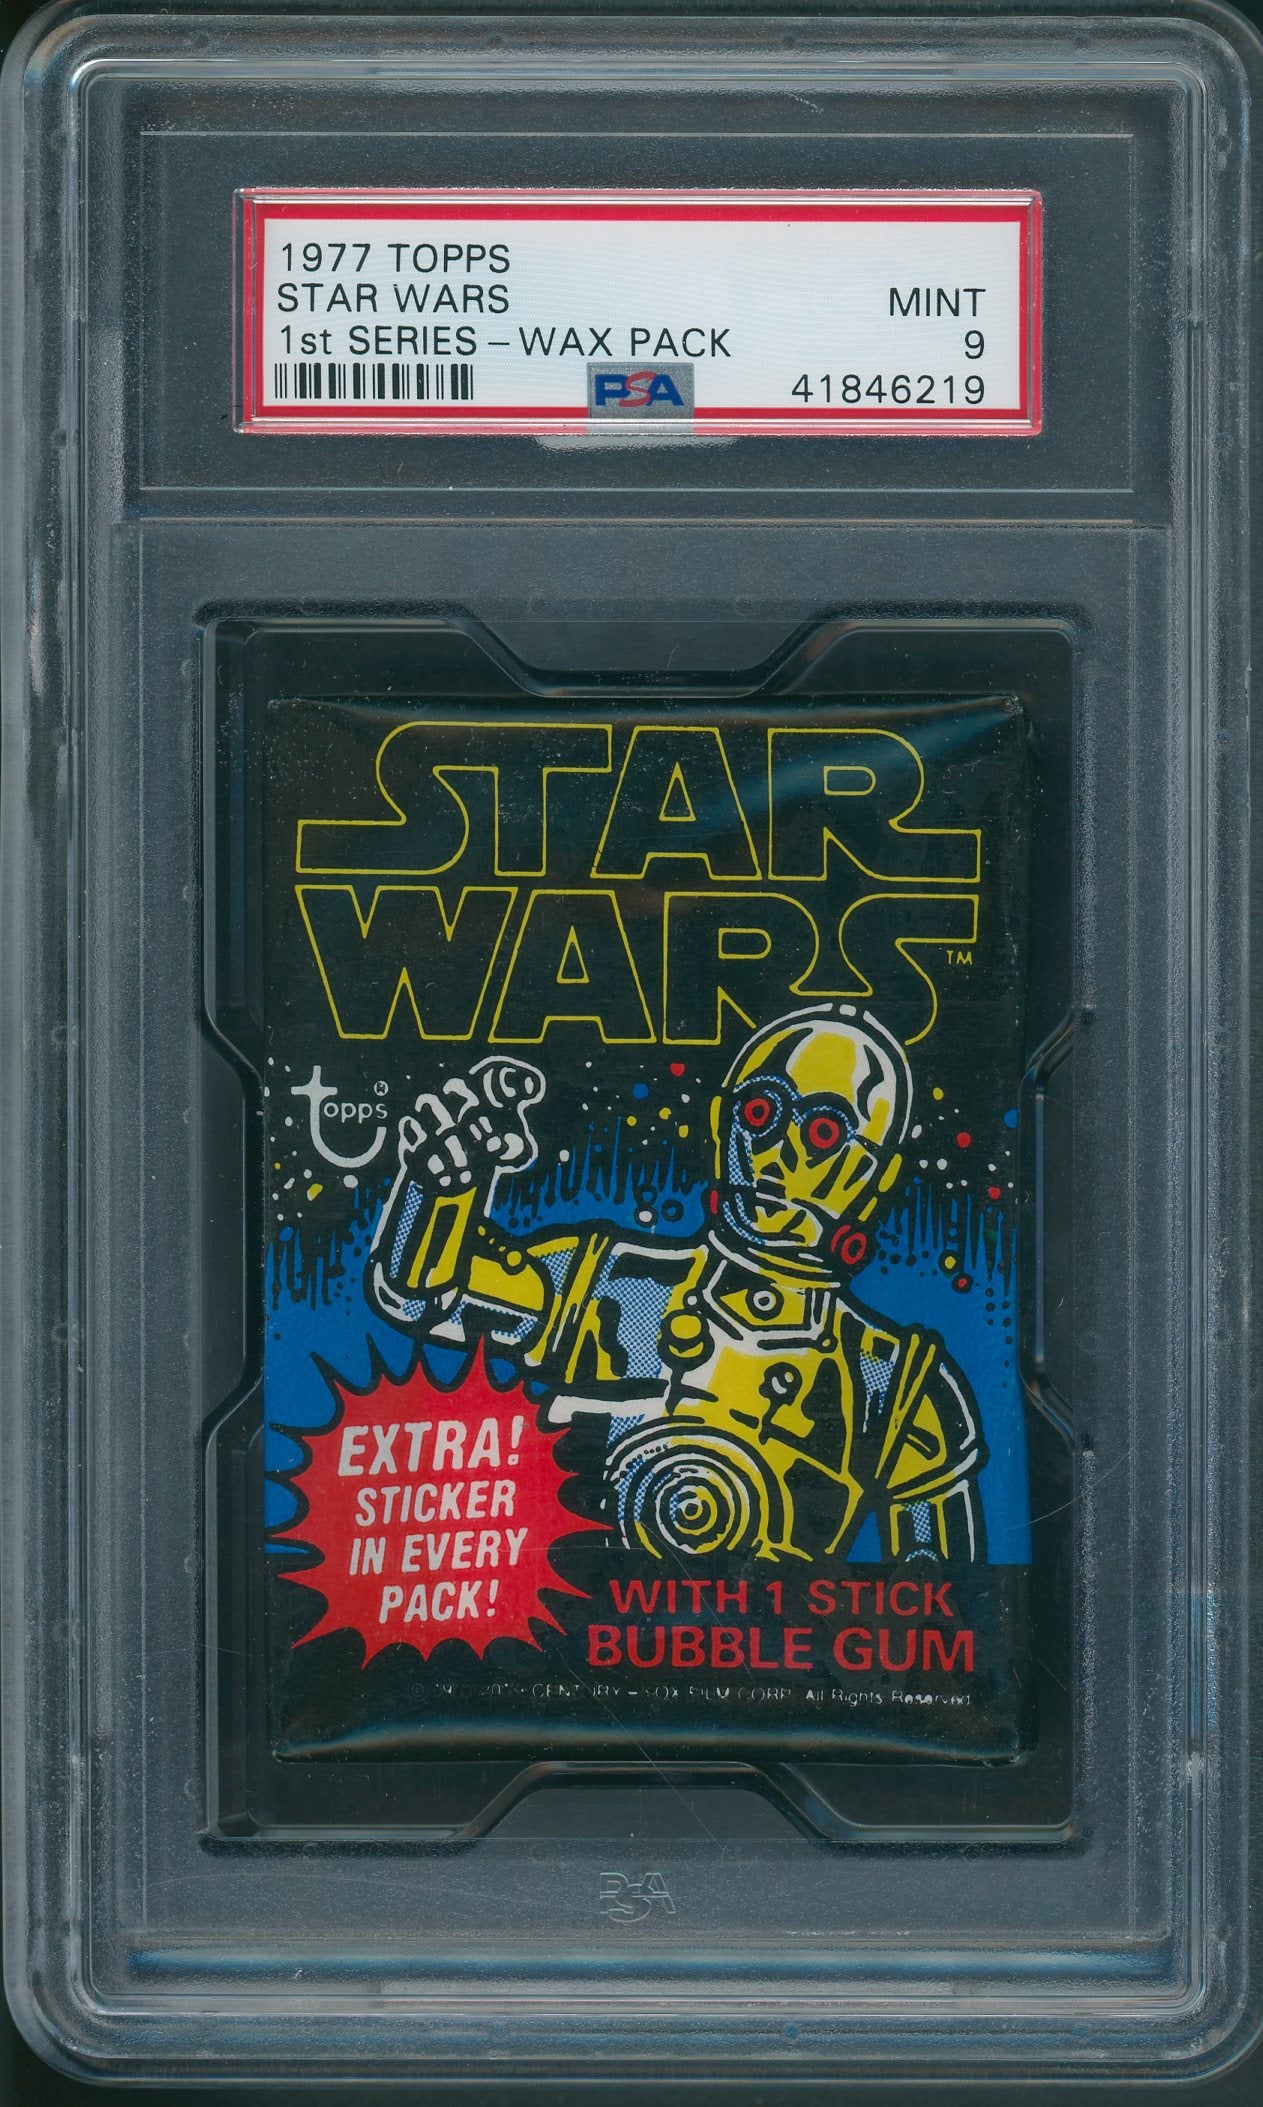 1977 TOPPS
STAR WARS
1st SERIES – WAX PACK
MINT
9
PSA
41846219
STAR
WARS
TM
topps®
EXTRA!
STICKER
IN EVERY
PACK!
WITH 1 STICK
BUBBLE GUM
© CENTURY – FOX FILM CORP. All Rights Reserved
PSA